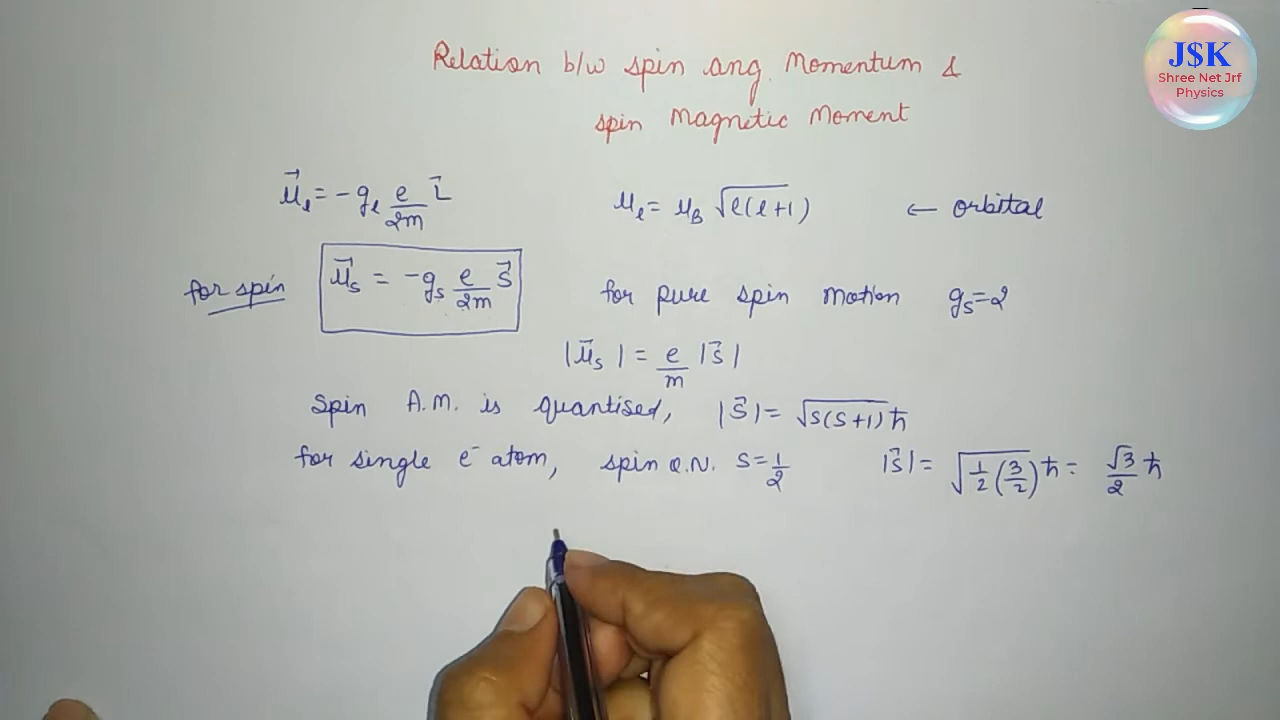 Relation b/w spin ang. Momentum &
spin Magnetic Moment
JSK
Shree Net Jrf
Physics
μ⃗ₗ = -gₗ e/2m L⃗    μₗ = μ_B √l(l+1)    ← orbital
for spin    μ⃗ₛ = -gₛ e/2m S⃗    for pure spin motion gₛ=2
|μ⃗ₛ| = e/m |S⃗|
Spin A.M. is quantised, |S⃗| = √S(S+1) ħ
for single e⁻ atom, spin Q.N. S=1/2    |S⃗| = √1/2(3/2) ħ = √3/2 ħ